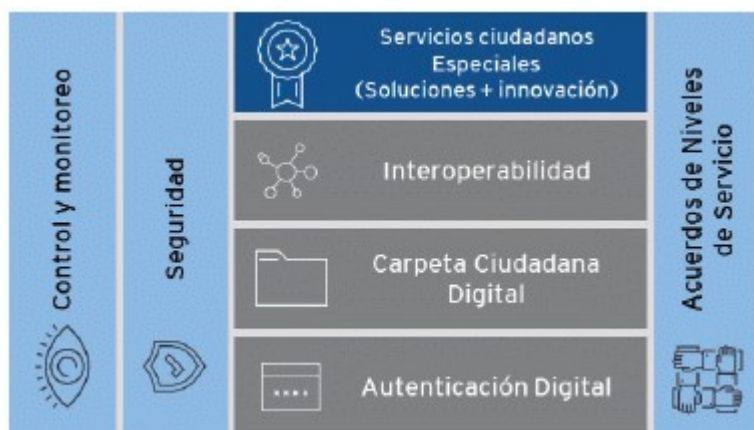 Control y monitoreo
Seguridad
Servicios ciudadanos
Especiales
(Soluciones + innovación)
Interoperabilidad
Carpeta Ciudadana
Digital
Autenticación Digital
Acuerdos de Niveles
de Servicio